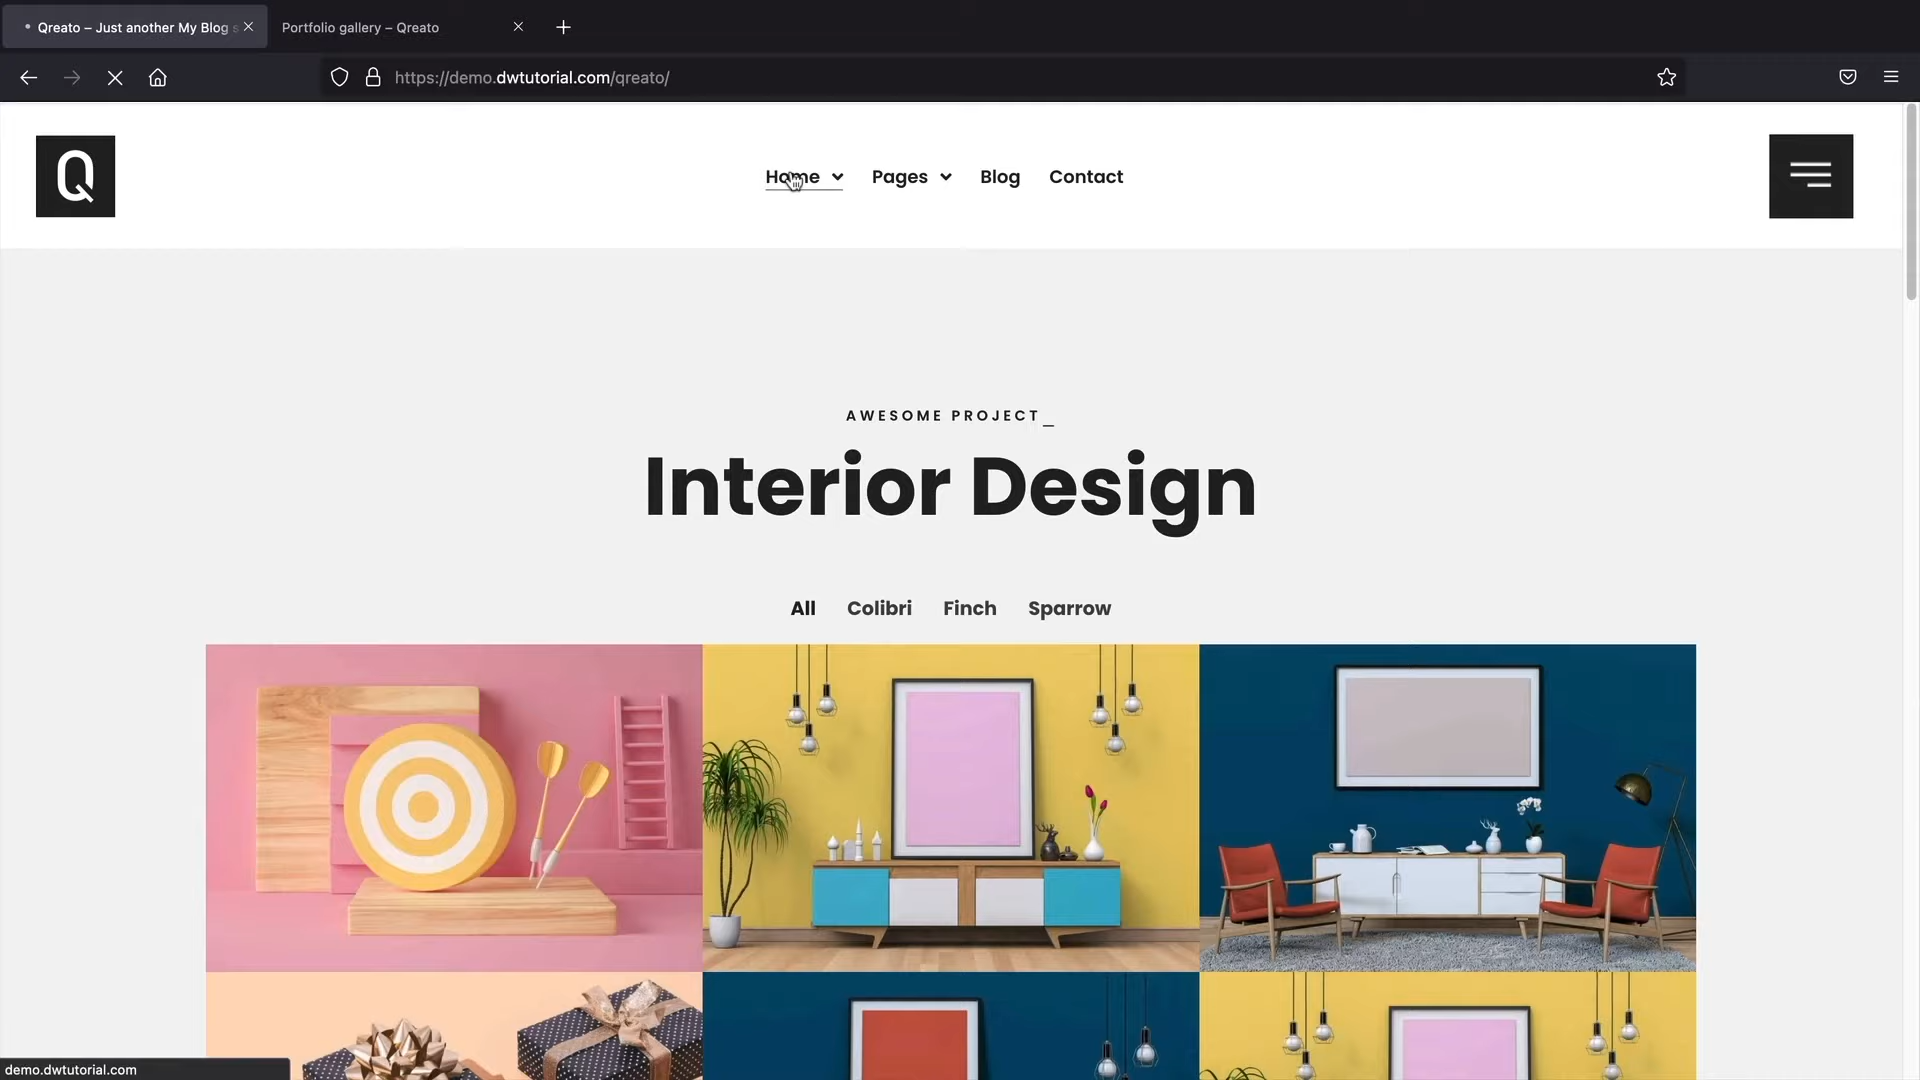 Qreato – Just another My Blog s
Portfolio gallery – Qreato
https://demo.dwtutorial.com/qreato/
Q
Home Pages Blog Contact
AWESOME PROJECT_
Interior Design
All Colibri Finch Sparrow
demo.dwtutorial.com